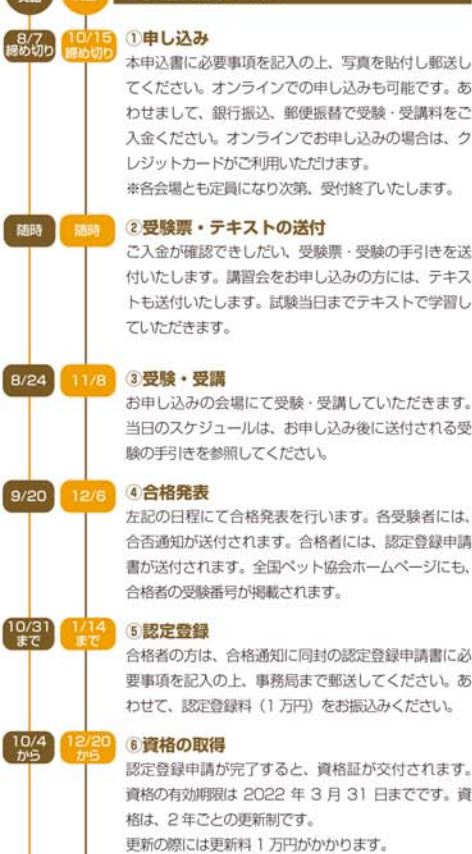 8/7
締め切り
10/15
締め切り
①申し込み
本申込書に必要事項を記入の上、写真を貼付し郵送し
てください。オンラインでの申し込みも可能です。あ
わせまして、銀行振込、郵便振替で受験・受講料をご
入金ください。オンラインでお申し込みの場合は、ク
レジットカードがご利用いただけます。
※各会場とも定員になり次第、受付終了いたします。
随時
随時
②受験票・テキストの送付
ご入金が確認できしだい、受験票・受験の手引きを送
付いたします。講習会をお申し込みの方には、テキス
トも送付いたします。試験当日までテキストで学習し
ていただきます。
8/24
11/8
③受験・受講
お申し込みの会場にて受験・受講していただきます。
当日のスケジュールは、お申し込み後に送付される受
験の手引きを参照してください。
9/20
12/6
④合格発表
左記の日程にて合格発表を行います。各受験者には、
合否通知が送付されます。合格者には、認定登録申請
書が送付されます。全国ペット協会ホームページにも、
合格者の受験番号が掲載されます。
10/31
まで
1/14
まで
⑤認定登録
合格者の方は、合格通知に同封の認定登録申請書に必
要事項を記入の上、事務局まで郵送してください。あ
わせて、認定登録料（1万円）をお振込みください。
10/4
から
12/20
から
⑥資格の取得
認定登録申請が完了すると、資格証が交付されます。
資格の有効期限は 2022 年 3 月 31 日までです。資
格は、2 年ごとの更新制です。
更新の際には更新料 1 万円がかかります。